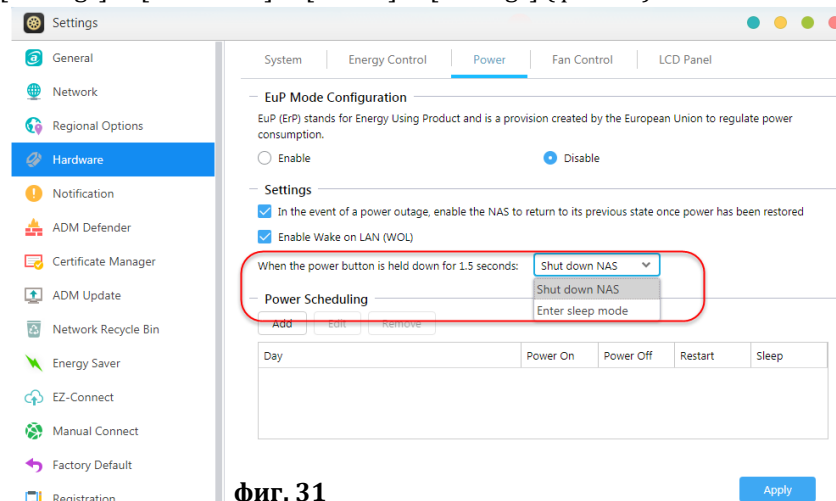 Settings
General
Network
Regional Options
Hardware
Notification
ADM Defender
Certificate Manager
ADM Update
Network Recycle Bin
Energy Saver
EZ-Connect
Manual Connect
Factory Default
Registration
System Energy Control Power Fan Control LCD Panel
EuP Mode Configuration
EuP (ErP) stands for Energy Using Product and is a provision created by the European Union to regulate power
consumption.
Enable Disable
Settings
In the event of a power outage, enable the NAS to return to its previous state once power has been restored
Enable Wake on LAN (WOL)
When the power button is held down for 1.5 seconds: Shut down NAS
Shut down NAS
Enter sleep mode
Power Scheduling
Add Edit Remove
Day Power On Power Off Restart Sleep
фиг. 31
Apply